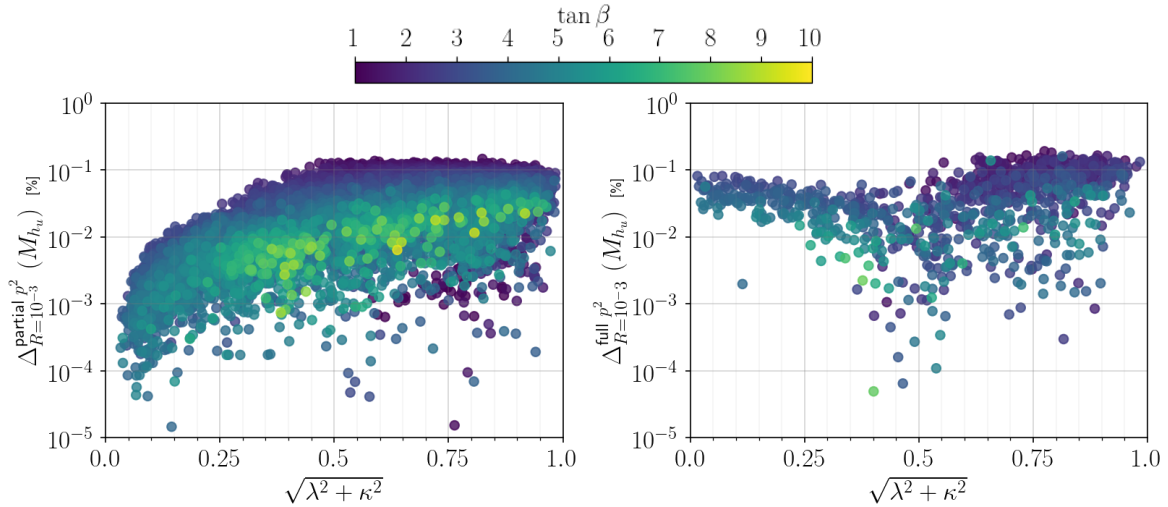 tan β
1 2 3 4 5 6 7 8 9 10
10^0
10^{-1}
10^{-2}
10^{-3}
10^{-4}
10^{-5}
Δ^{partial p^2}_{R=10^{-3}} (M_{h_u}) [%]
0.0 0.25 0.5 0.75 1.0
√(λ^2 + κ^2)
10^0
10^{-1}
10^{-2}
10^{-3}
10^{-4}
10^{-5}
Δ^{full p^2}_{R=10^{-3}} (M_{h_u}) [%]
0.0 0.25 0.5 0.75 1.0
√(λ^2 + κ^2)